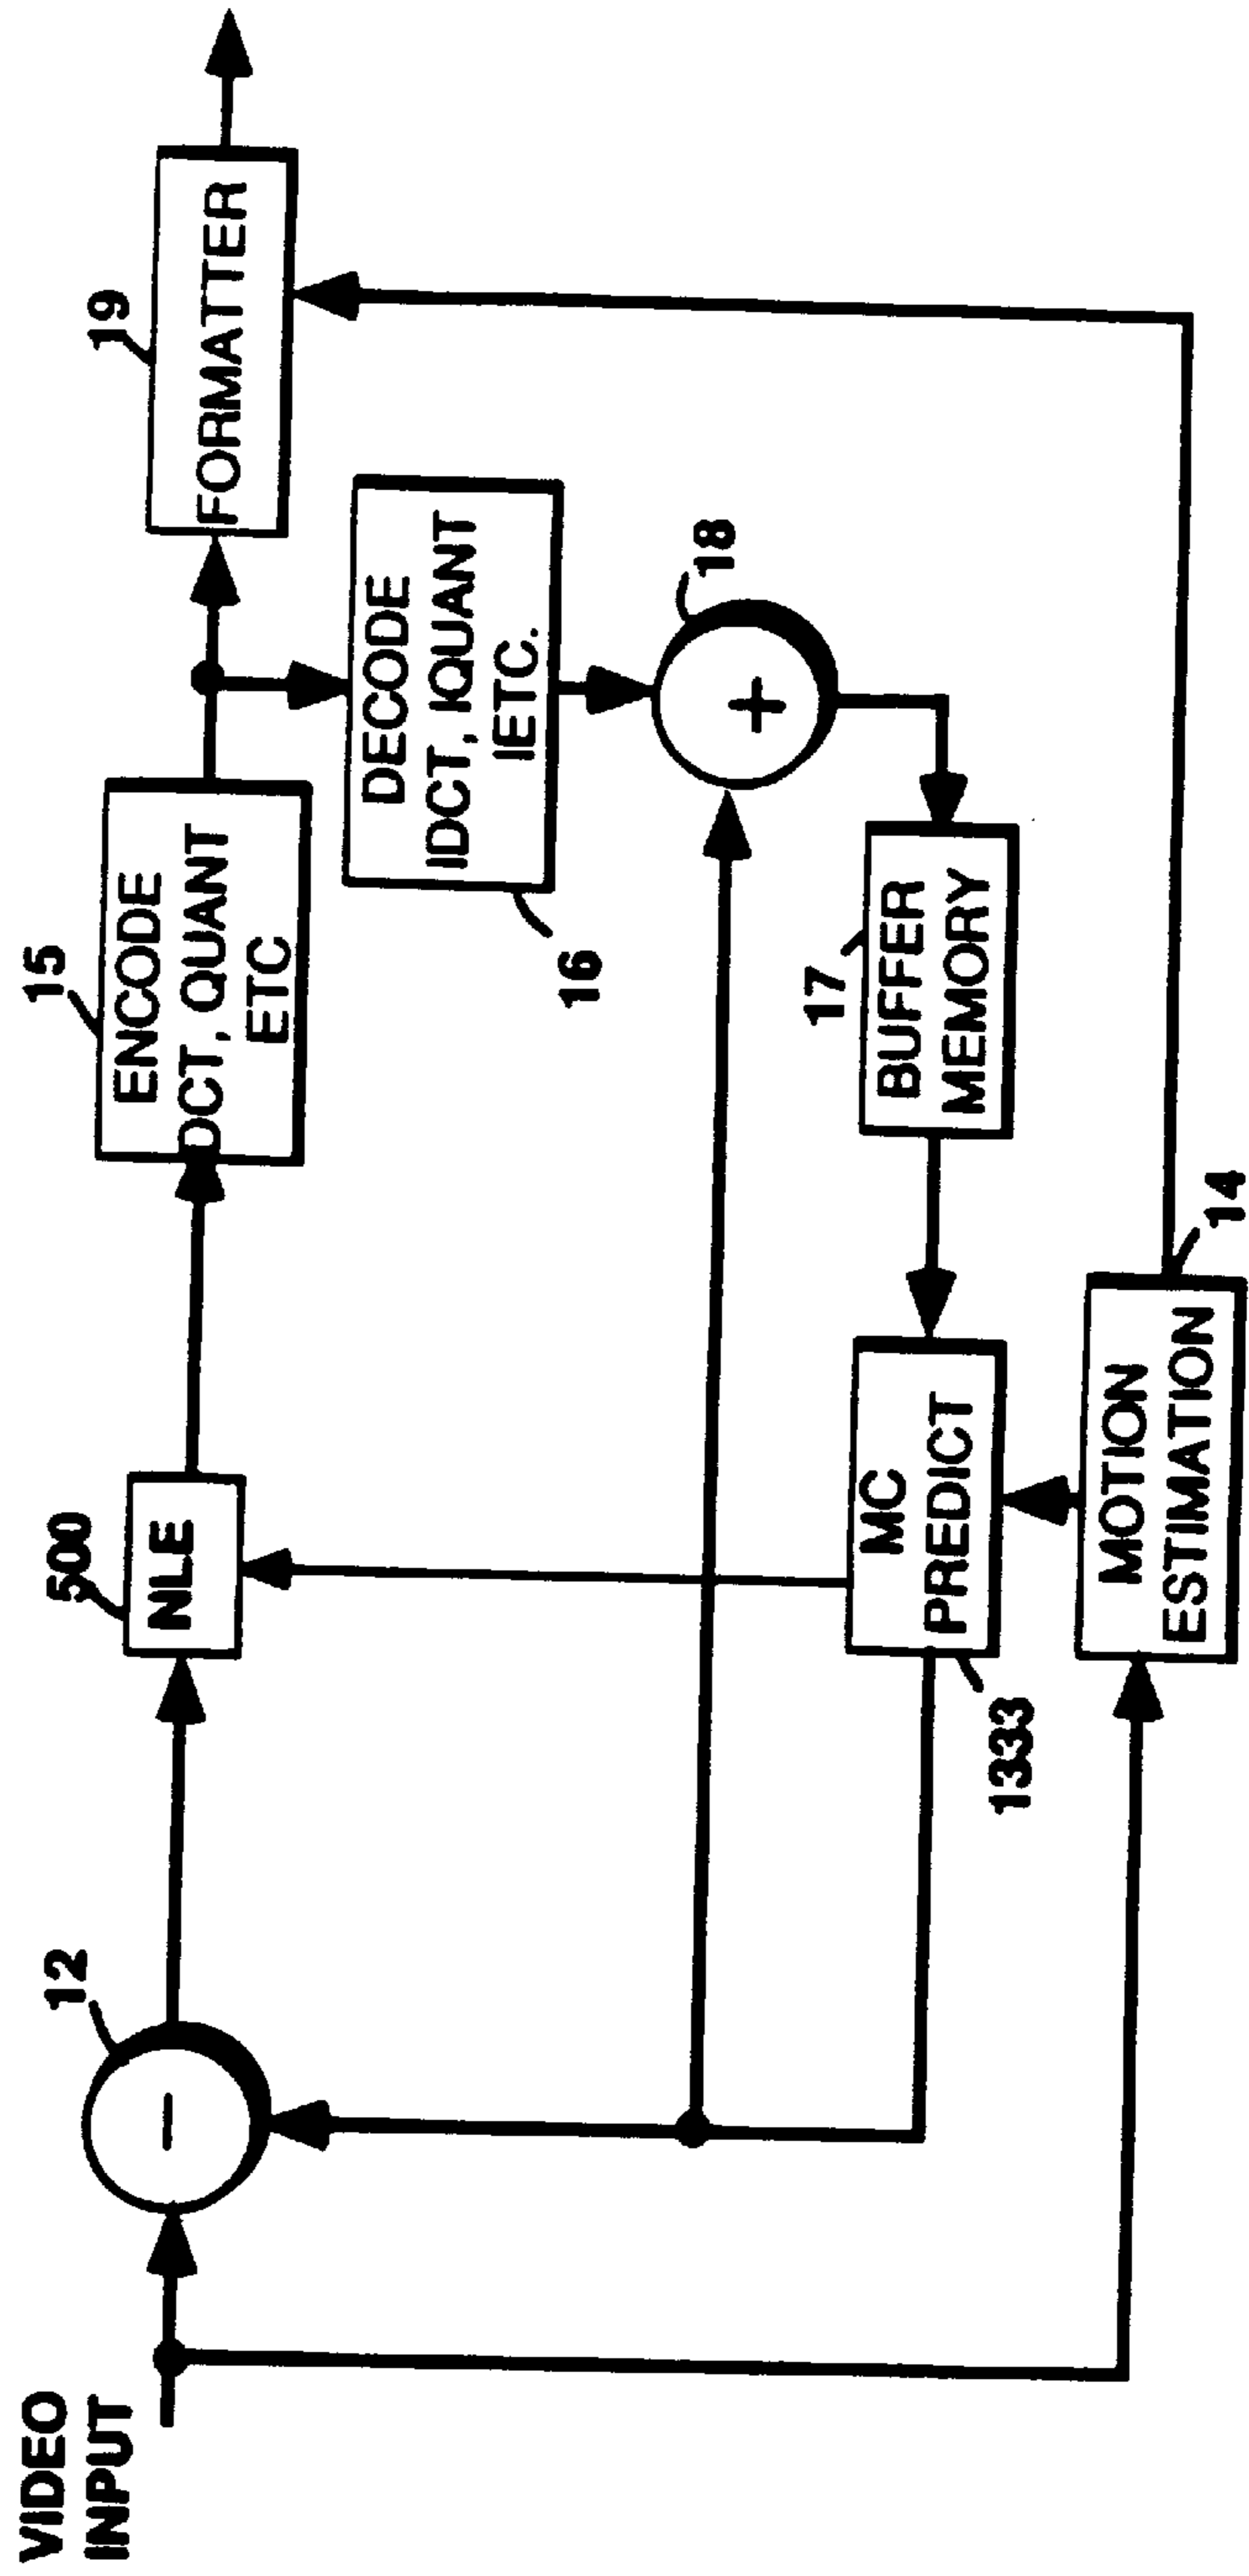 VIDEO
INPUT
12
−
500
NLE
15
ENCODE
DCT, QUANT
ETC
19
FORMATTER
DECODE
IDCT, IQUANT
IETC.
16
18
+
17
BUFFER
MEMORY
MC
PREDICT
1333
MOTION
ESTIMATION
14